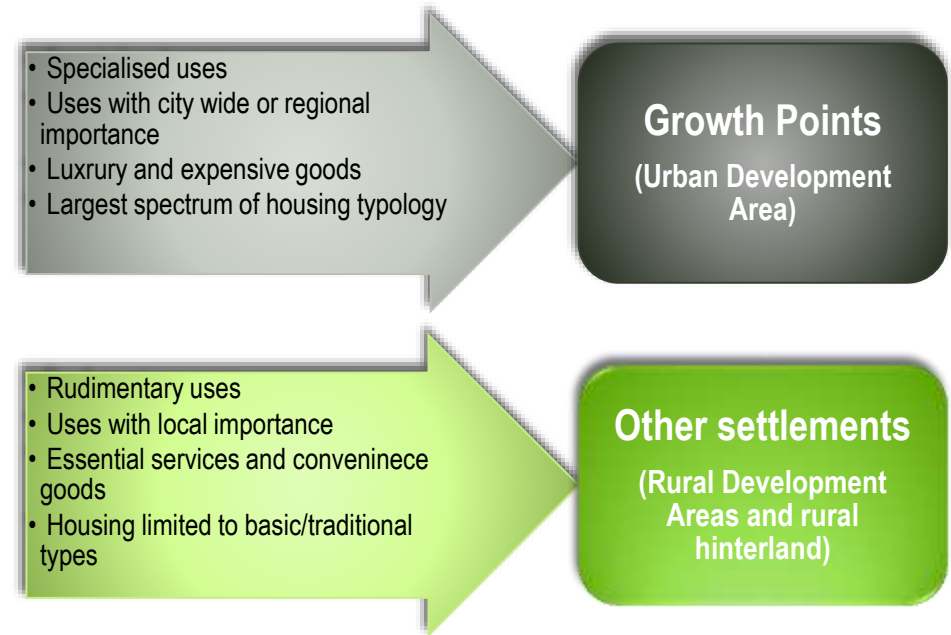 • Specialised uses
• Uses with city wide or regional
importance
• Luxrury and expensive goods
• Largest spectrum of housing typology
Growth Points
(Urban Development
Area)
• Rudimentary uses
• Uses with local importance
• Essential services and conveninece
goods
• Housing limited to basic/traditional
types
Other settlements
(Rural Development
Areas and rural
hinterland)